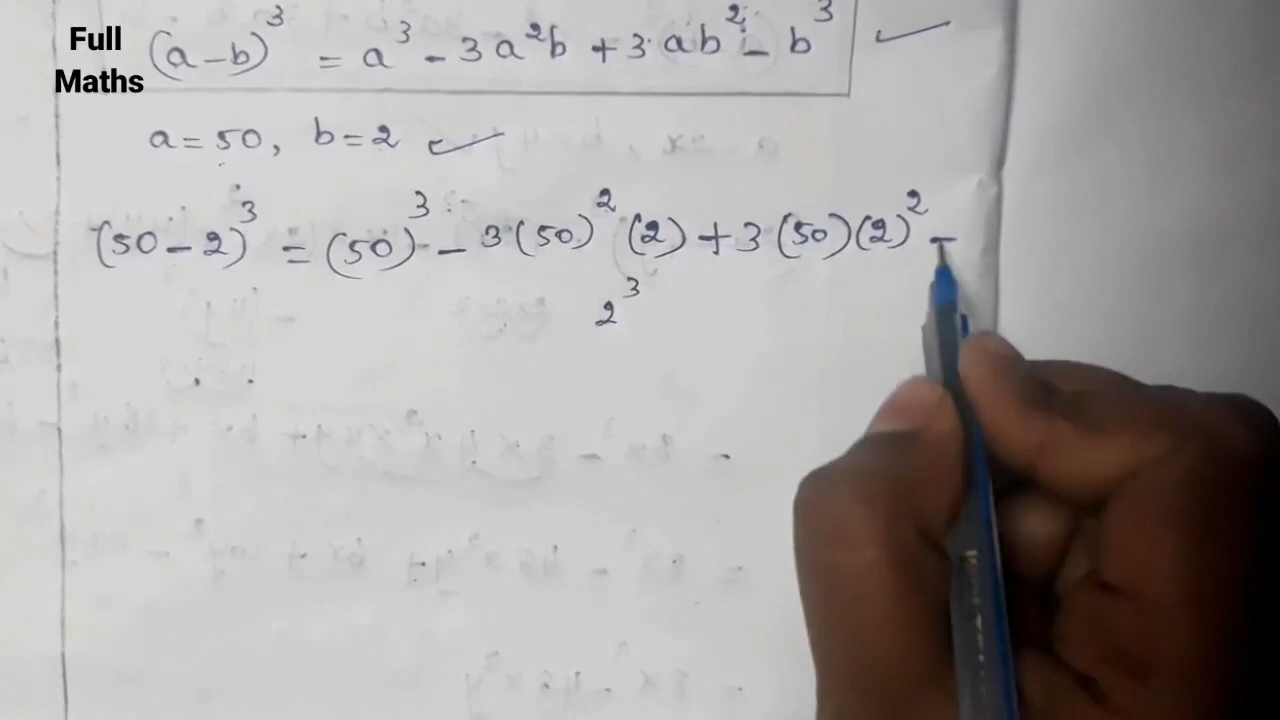 Full
Maths
(a-b)³ = a³ - 3a²b + 3ab² - b³
a=50, b=2
(50-2)³ = (50)³ - 3(50)²(2) + 3(50)(2)² -
2³